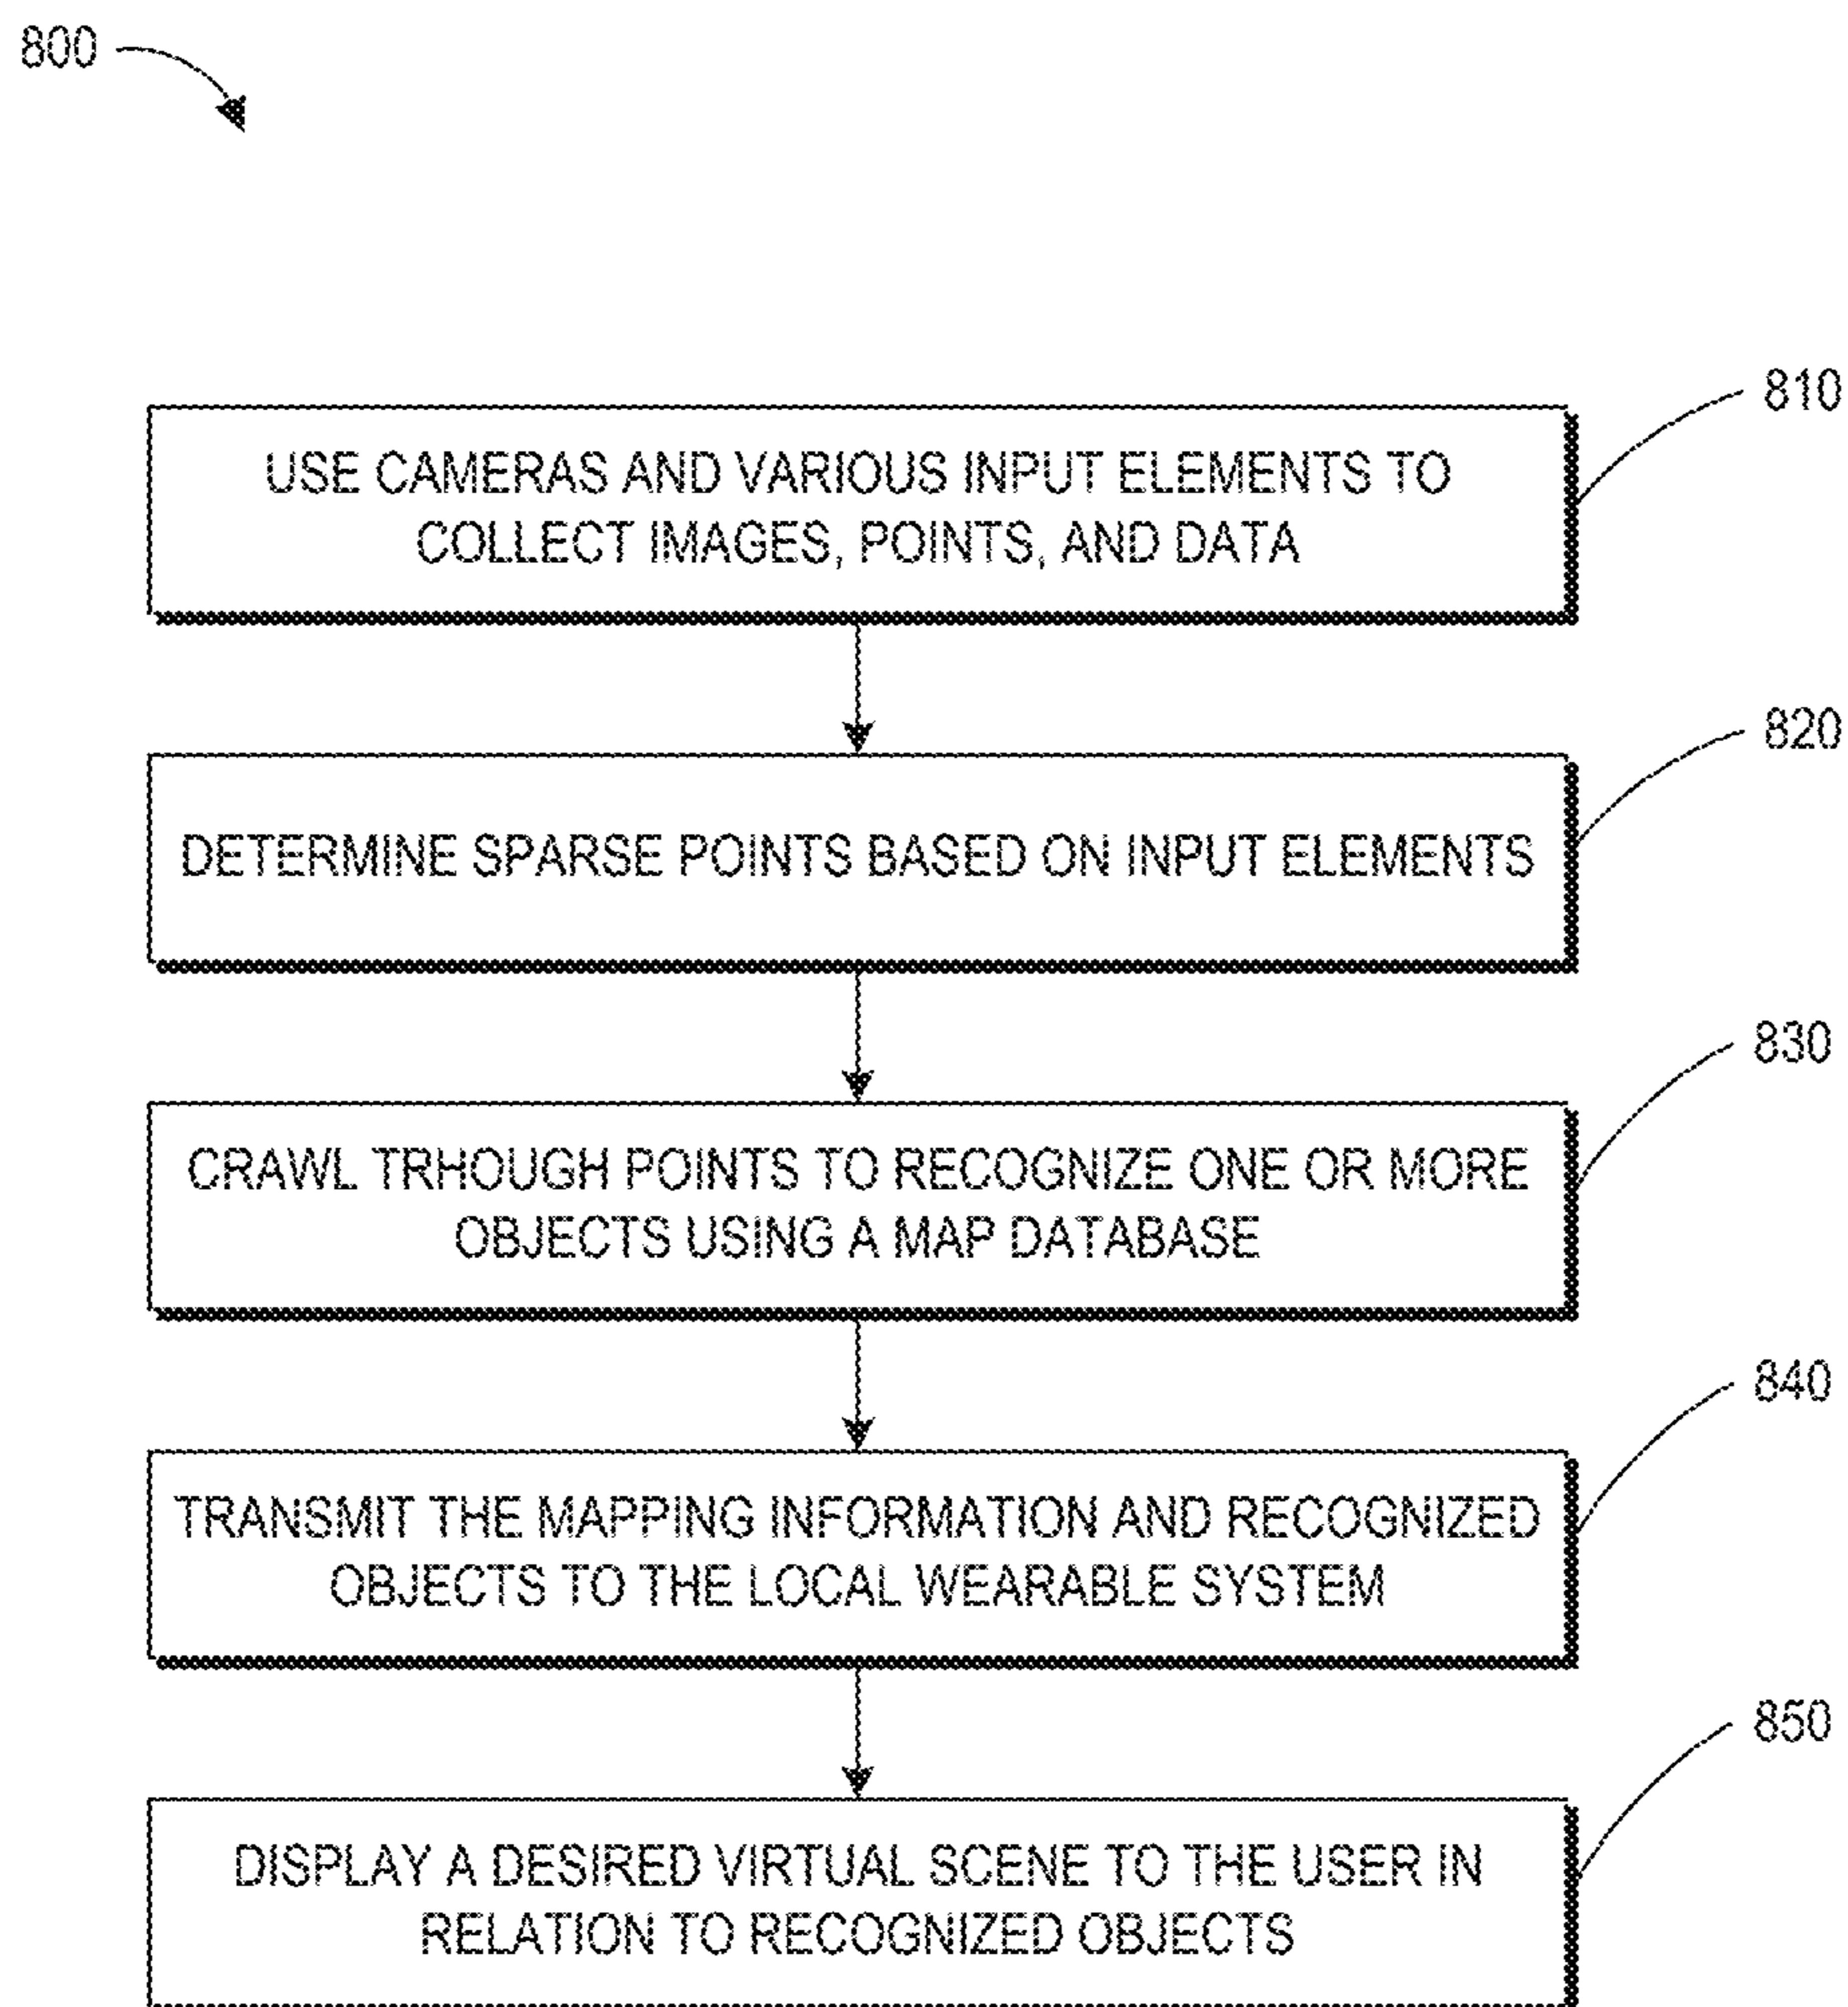 800
810
USE CAMERAS AND VARIOUS INPUT ELEMENTS TO
COLLECT IMAGES, POINTS, AND DATA
820
DETERMINE SPARSE POINTS BASED ON INPUT ELEMENTS
830
CRAWL TRHOUGH POINTS TO RECOGNIZE ONE OR MORE
OBJECTS USING A MAP DATABASE
840
TRANSMIT THE MAPPING INFORMATION AND RECOGNIZED
OBJECTS TO THE LOCAL WEARABLE SYSTEM
850
DISPLAY A DESIRED VIRTUAL SCENE TO THE USER IN
RELATION TO RECOGNIZED OBJECTS